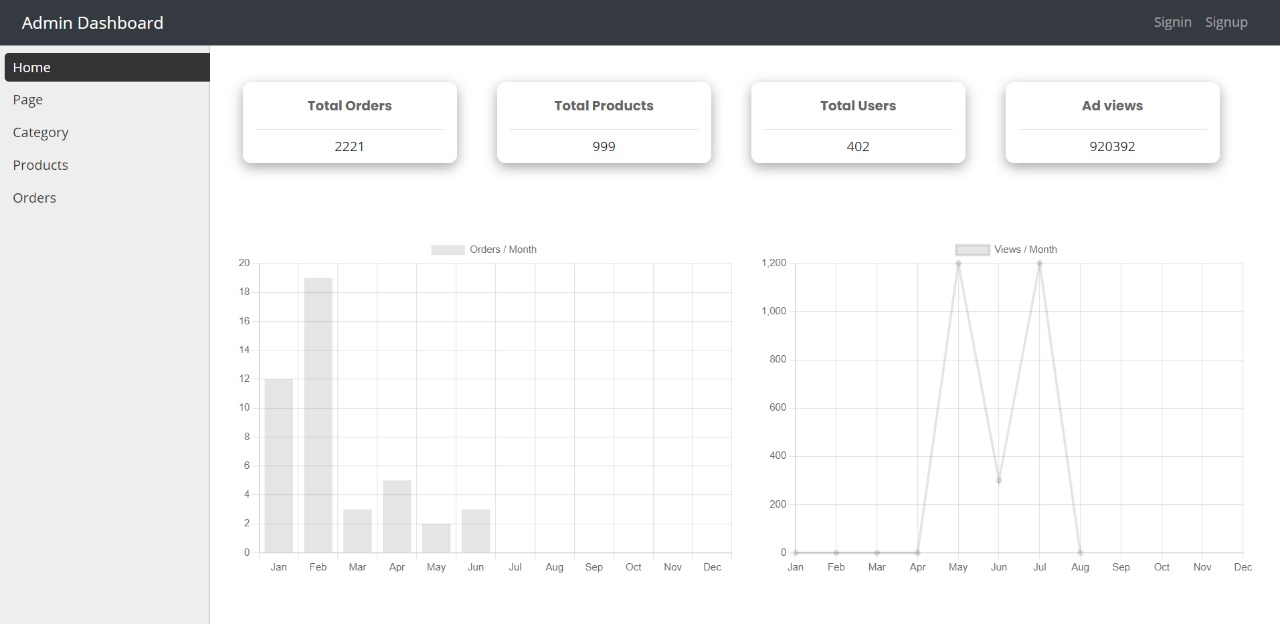 Admin Dashboard
Signin Signup
Home
Page
Category
Products
Orders
Total Orders
2221
Total Products
999
Total Users
402
Ad views
920392
Orders / Month
20
18
16
14
12
10
8
6
4
2
0
Jan Feb Mar Apr May Jun Jul Aug Sep Oct Nov Dec
Views / Month
1,200
1,000
800
600
400
200
0
Jan Feb Mar Apr May Jun Jul Aug Sep Oct Nov Dec